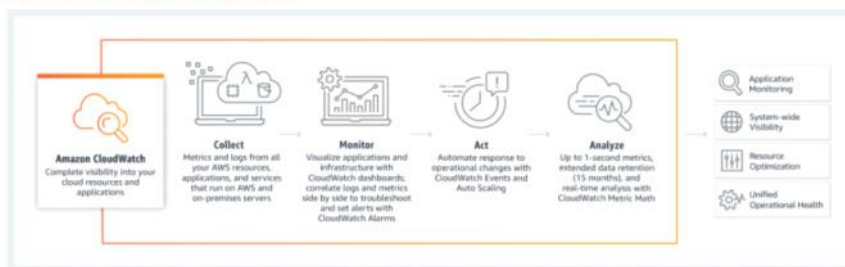 Amazon CloudWatch
Complete visibility into your
cloud resources and
applications
Collect
Metrics and logs from all
your AWS resources,
applications, and services
that run on AWS and
on-premises servers
Monitor
Visualize applications and
infrastructure with
CloudWatch dashboards;
correlate logs and metrics
side by side to troubleshoot
and set alerts with
CloudWatch Alarms
Act
Automate response to
operational changes with
CloudWatch Events and
Auto Scaling
Analyze
Up to 1-second metrics,
extended data retention
(15 months), and
real-time analysis with
CloudWatch Metric Math
Application
Monitoring
System-wide
Visibility
Resource
Optimization
Unified
Operational Health